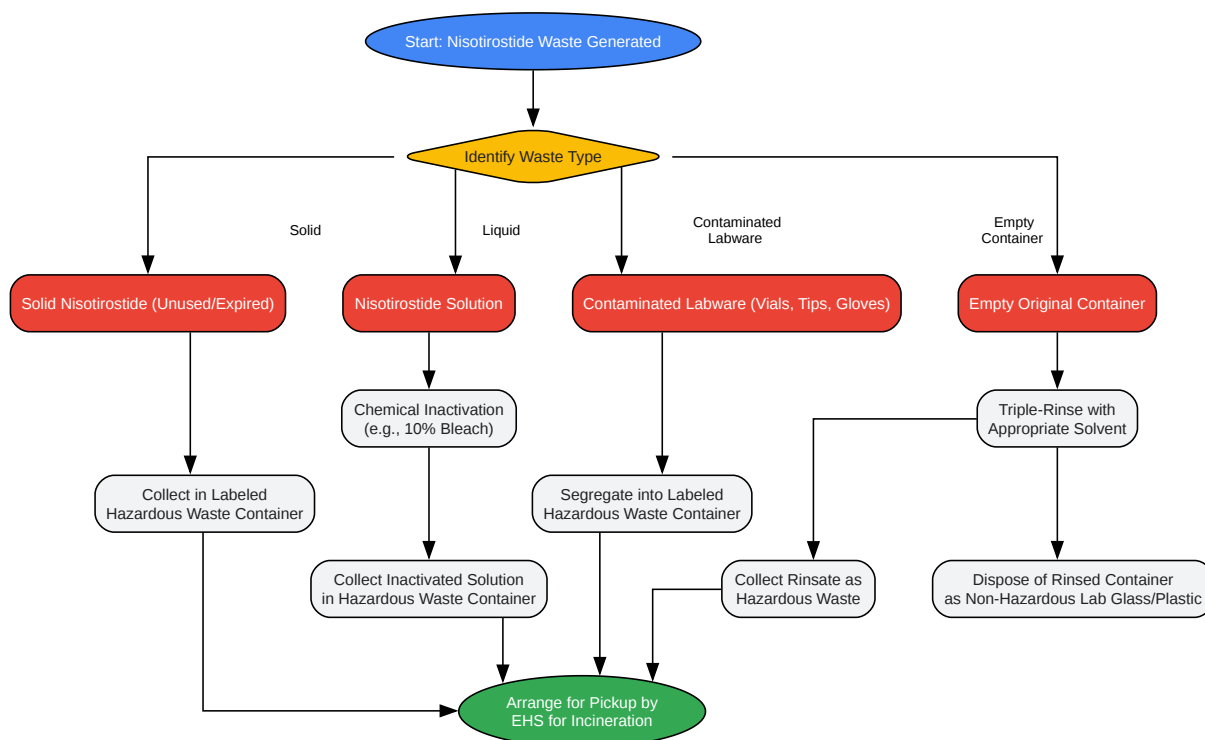 Start: Nisotirostide Waste Generated
Identify Waste Type
Solid
Liquid
Contaminated
Labware
Empty
Container
Solid Nisotirostide (Unused/Expired)
Nisotirostide Solution
Contaminated Labware (Vials, Tips, Gloves)
Empty Original Container
Chemical Inactivation
(e.g., 10% Bleach)
Triple-Rinse with
Appropriate Solvent
Collect in Labeled
Hazardous Waste Container
Segregate into Labeled
Hazardous Waste Container
Collect Inactivated Solution
in Hazardous Waste Container
Collect Rinsate as
Hazardous Waste
Dispose of Rinsed Container
as Non-Hazardous Lab Glass/Plastic
Arrange for Pickup by
EHS for Incineration